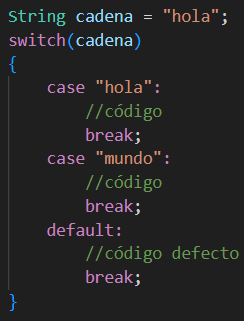 String cadena = "hola";
switch(cadena)
{
    case "hola":
        //código
        break;
    case "mundo":
        //código
        break;
    default:
        //código defecto
        break;
}